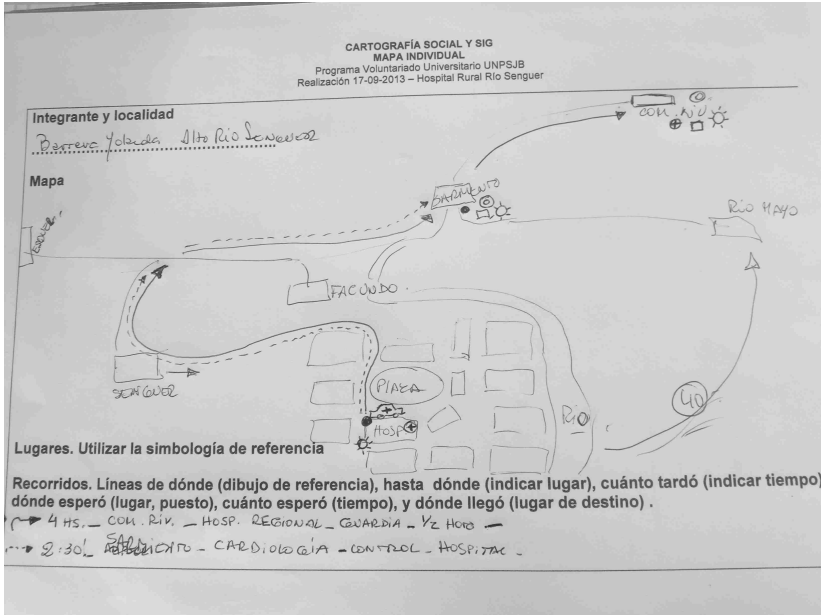 CARTOGRAFÍA SOCIAL Y SIG
MAPA INDIVIDUAL
Programa Voluntariado Universitario UNPSJB
Realización 17-09-2013 – Hospital Rural Río Senguer
Integrante y localidad
Barrera Yolanda Alto Río Senguer
Mapa
COM. RIV
SARMIENTO
RIO MAYO
ESQUEL
FACUNDO
SENGUER
PLAZA
HOSP
RIO
40
Lugares. Utilizar la simbología de referencia
Recorridos. Líneas de dónde (dibujo de referencia), hasta dónde (indicar lugar), cuánto tardó (indicar tiempo)
dónde esperó (lugar, puesto), cuánto esperó (tiempo), y dónde llegó (lugar de destino) .
4 HS. – COM. RIV. – HOSP. REGIONAL – GUARDIA – 1/2 HORA –
2:30' – CARDIOLOGÍA – CONTROL – HOSPITAL –